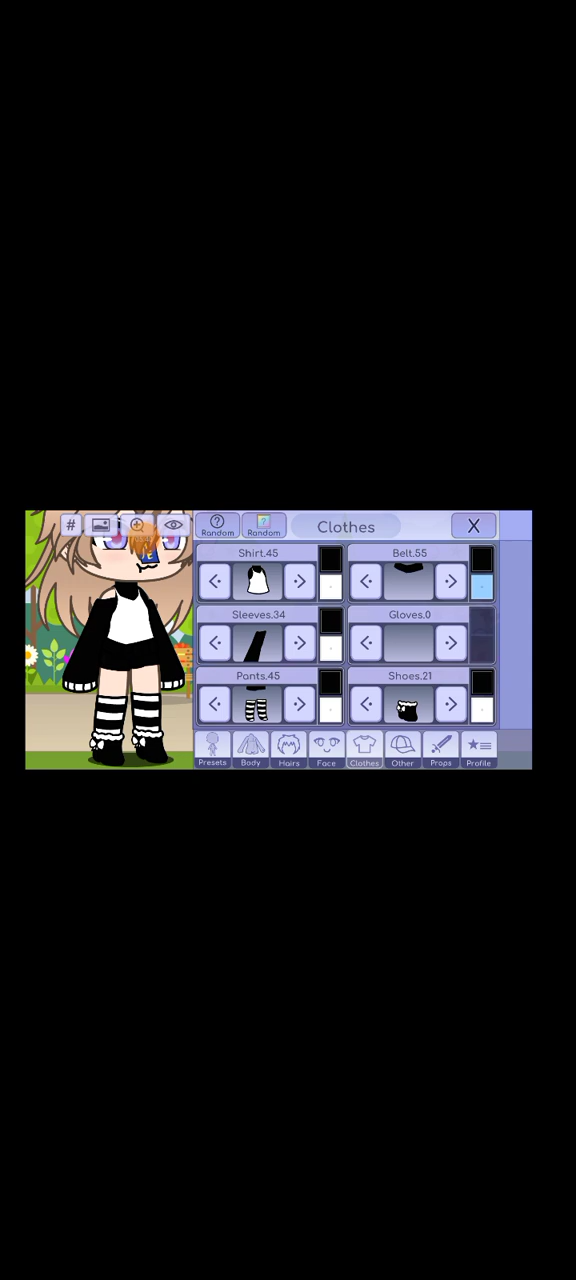 #
Random
Random
Clothes
X
Shirt.45
Belt.55
Sleeves.34
Gloves.0
Pants.45
Shoes.21
Presets
Body
Hairs
Face
Clothes
Other
Props
Profile